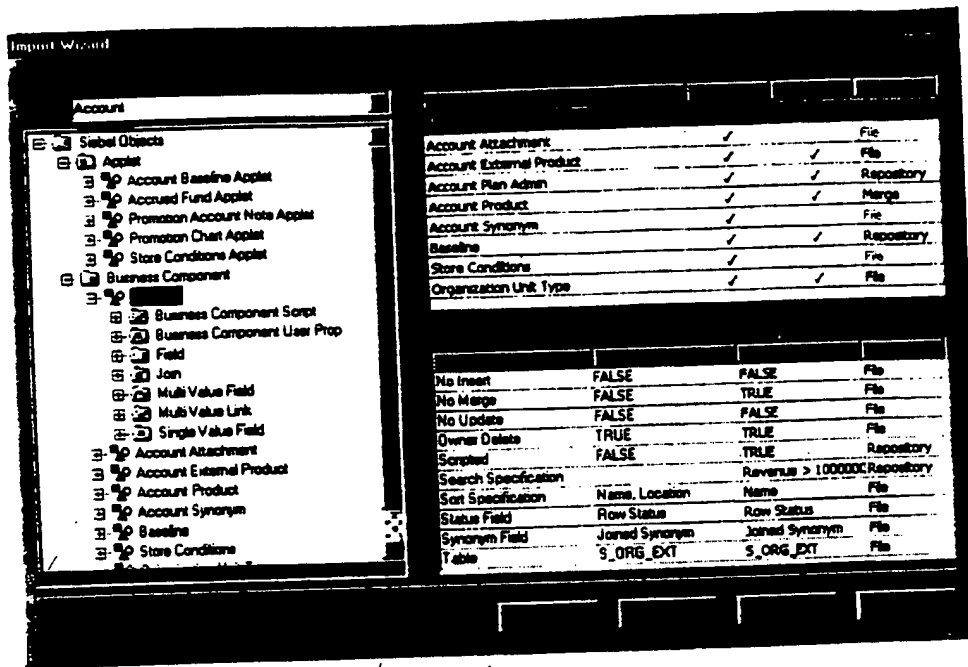 Import Wizard
Account
Siebel Objects
Applet
Account Baseline Applet
Accrued Fund Applet
Promotion Account Note Applet
Promotion Chart Applet
Store Conditions Applet
Business Component
Business Component Script
Business Component User Prop
Field
Join
Multi Value Field
Multi Value Link
Single Value Field
Account Attachment
Account External Product
Account Product
Account Synonym
Baseline
Store Conditions
Account Attachment ✓ File
Account External Product ✓ ✓ File
Account Plan Admin ✓ ✓ Repository
Account Product ✓ ✓ Merge
Account Synonym ✓ File
Baseline ✓ ✓ Repository
Store Conditions ✓ File
Organization Unit Type ✓ ✓ File
No Insert FALSE FALSE File
No Merge FALSE TRUE File
No Update FALSE FALSE File
Owner Delete TRUE TRUE File
Scripted FALSE TRUE Repository
Search Specification Revenue > 100000 Repository
Sort Specification Name, Location Name File
Status Field Row Status Row Status File
Synonym Field Joined Synonym Joined Synonym File
Table S_ORG_EXT S_ORG_EXT File